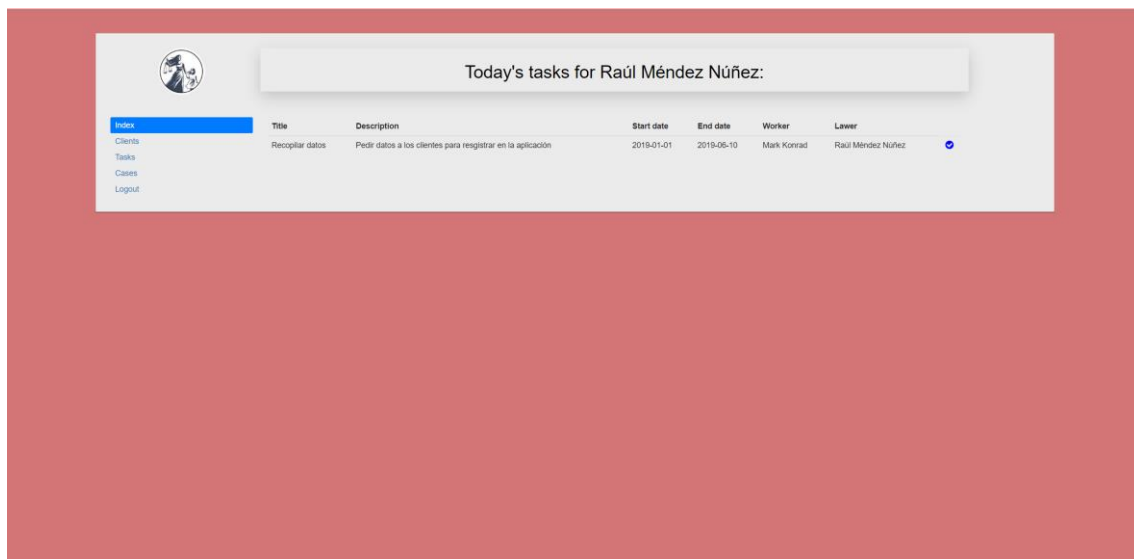 Today's tasks for Raúl Méndez Núñez:
Index
Clients
Tasks
Cases
Logout
Title Description Start date End date Worker Lawer
Recopilar datos Pedir datos a los clientes para resgistrar en la aplicación 2019-01-01 2019-06-10 Mark Konrad Raúl Méndez Núñez